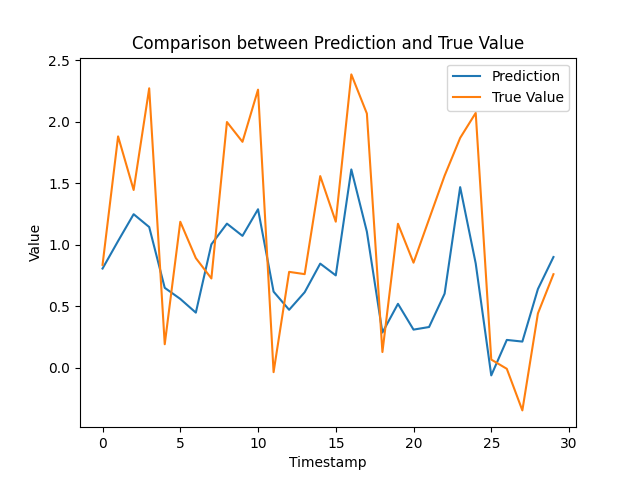 Comparison between Prediction and True Value
Prediction
True Value
2.5
2.0
1.5
1.0
0.5
0.0
Value
0 5 10 15 20 25 30
Timestamp